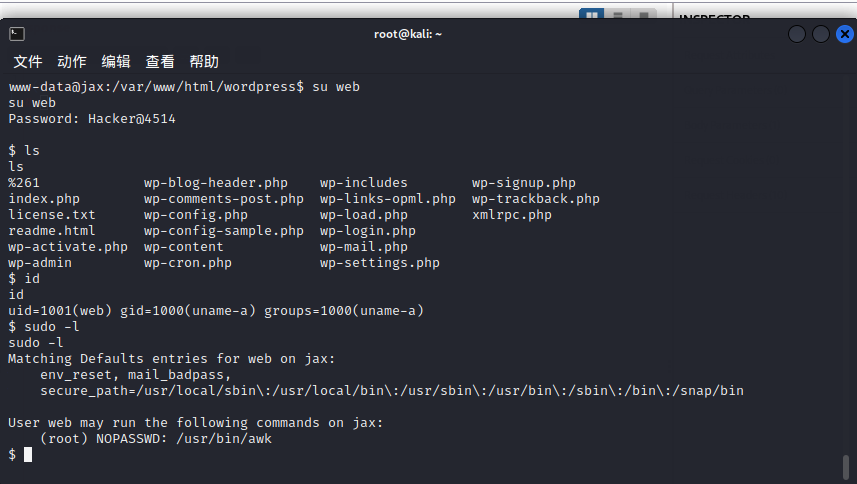 INSPECTOR
root@kali: ~
文件 动作 编辑 查看 帮助
www-data@jax:/var/www/html/wordpress$ su web
su web
Password: Hacker@4514
$ ls
ls
%261 wp-blog-header.php wp-includes wp-signup.php
index.php wp-comments-post.php wp-links-opml.php wp-trackback.php
license.txt wp-config.php wp-load.php xmlrpc.php
readme.html wp-config-sample.php wp-login.php
wp-activate.php wp-content wp-mail.php
wp-admin wp-cron.php wp-settings.php
$ id
id
uid=1001(web) gid=1000(uname-a) groups=1000(uname-a)
$ sudo -l
sudo -l
Matching Defaults entries for web on jax:
env_reset, mail_badpass,
secure_path=/usr/local/sbin\:/usr/local/bin\:/usr/sbin\:/usr/bin\:/sbin\:/bin\:/snap/bin
User web may run the following commands on jax:
(root) NOPASSWD: /usr/bin/awk
$